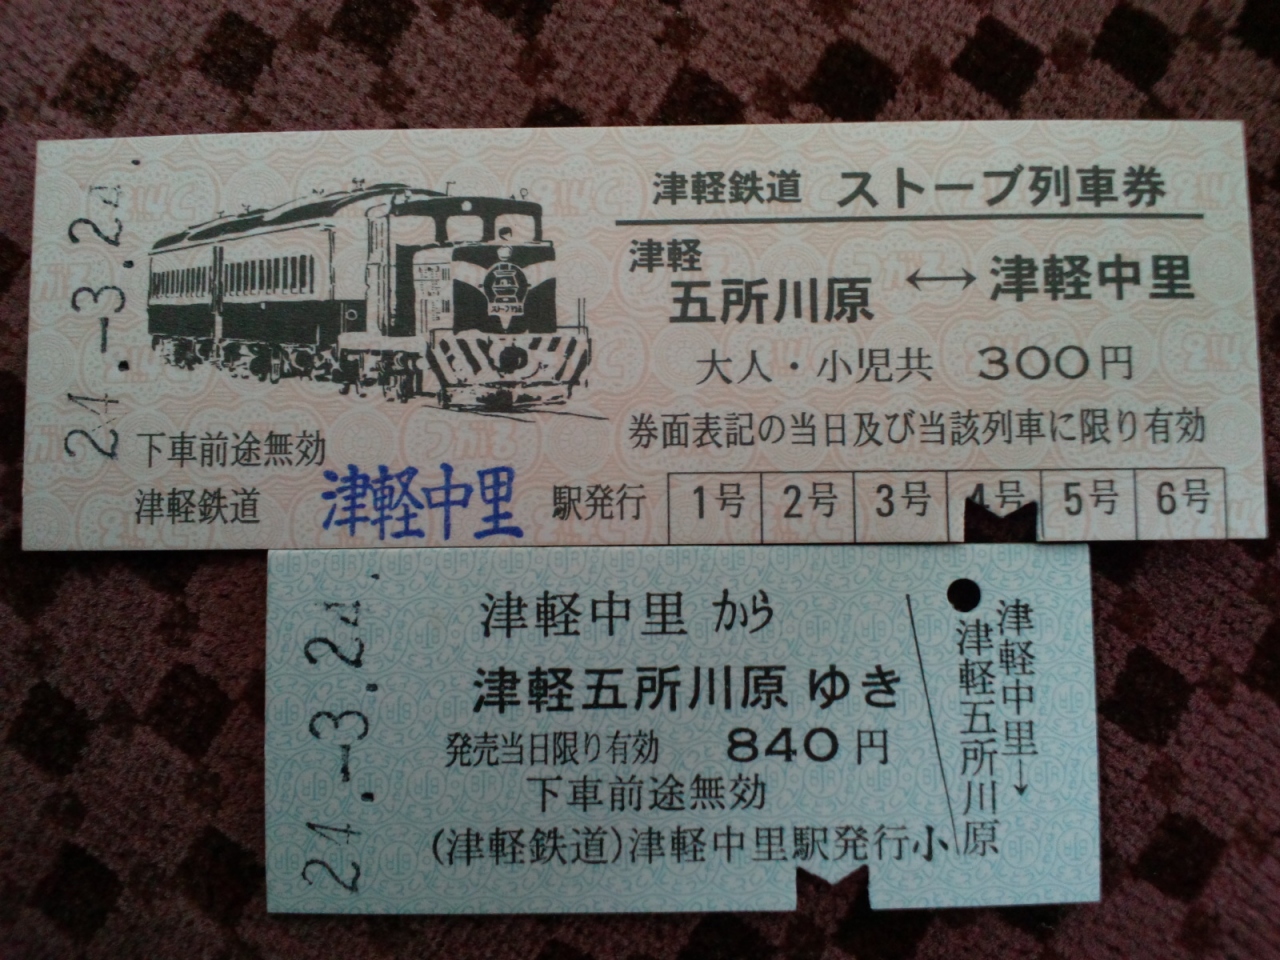 24.-3.24.
津軽鉄道 ストーブ列車券
津軽
五所川原 ↔ 津軽中里
大人・小児共 300円
券面表記の当日及び当該列車に限り有効
下車前途無効
津軽鉄道 津軽中里 駅発行
1号 2号 3号 4号 5号 6号
24.-3.24.
津軽中里 から
津軽五所川原 ゆき
発売当日限り有効 840円
下車前途無効
(津軽鉄道)津軽中里駅発行
小
津軽中里→
津軽五所川原